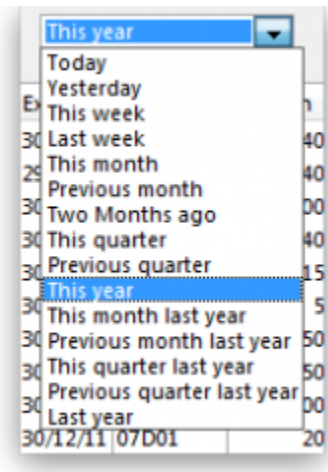 This year
Today
Yesterday
This week
Last week
This month
Previous month
Two Months ago
This quarter
Previous quarter
This year
This month last year
Previous month last year
This quarter last year
Previous quarter last year
Last year
30/12/11 07D01 20